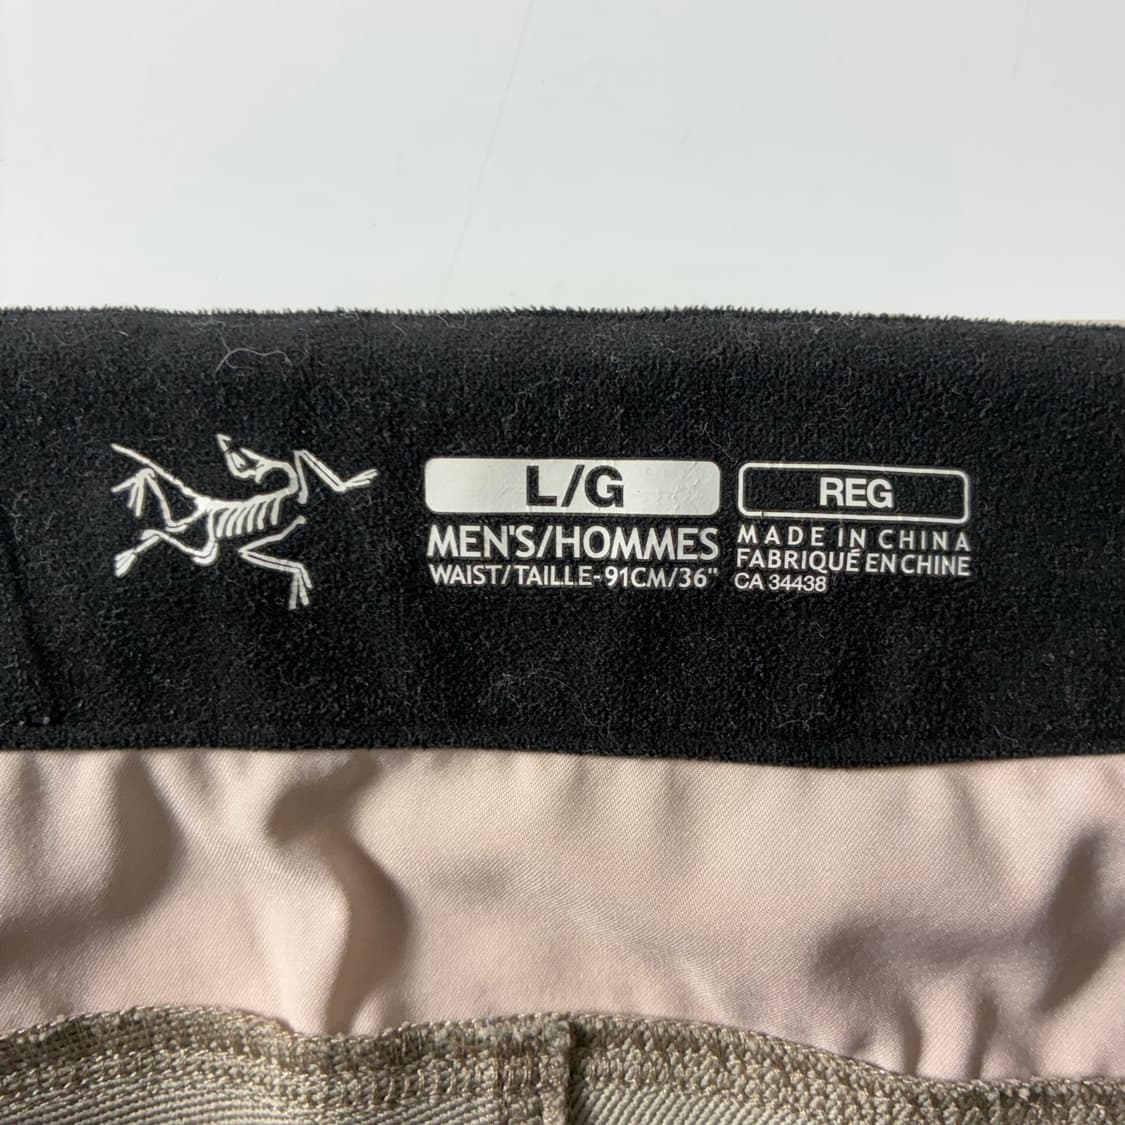 L/G
MEN'S/HOMMES
WAIST/TAILLE-91CM/36"
REG
MADE IN CHINA
FABRIQUÉ EN CHINE
CA 34438